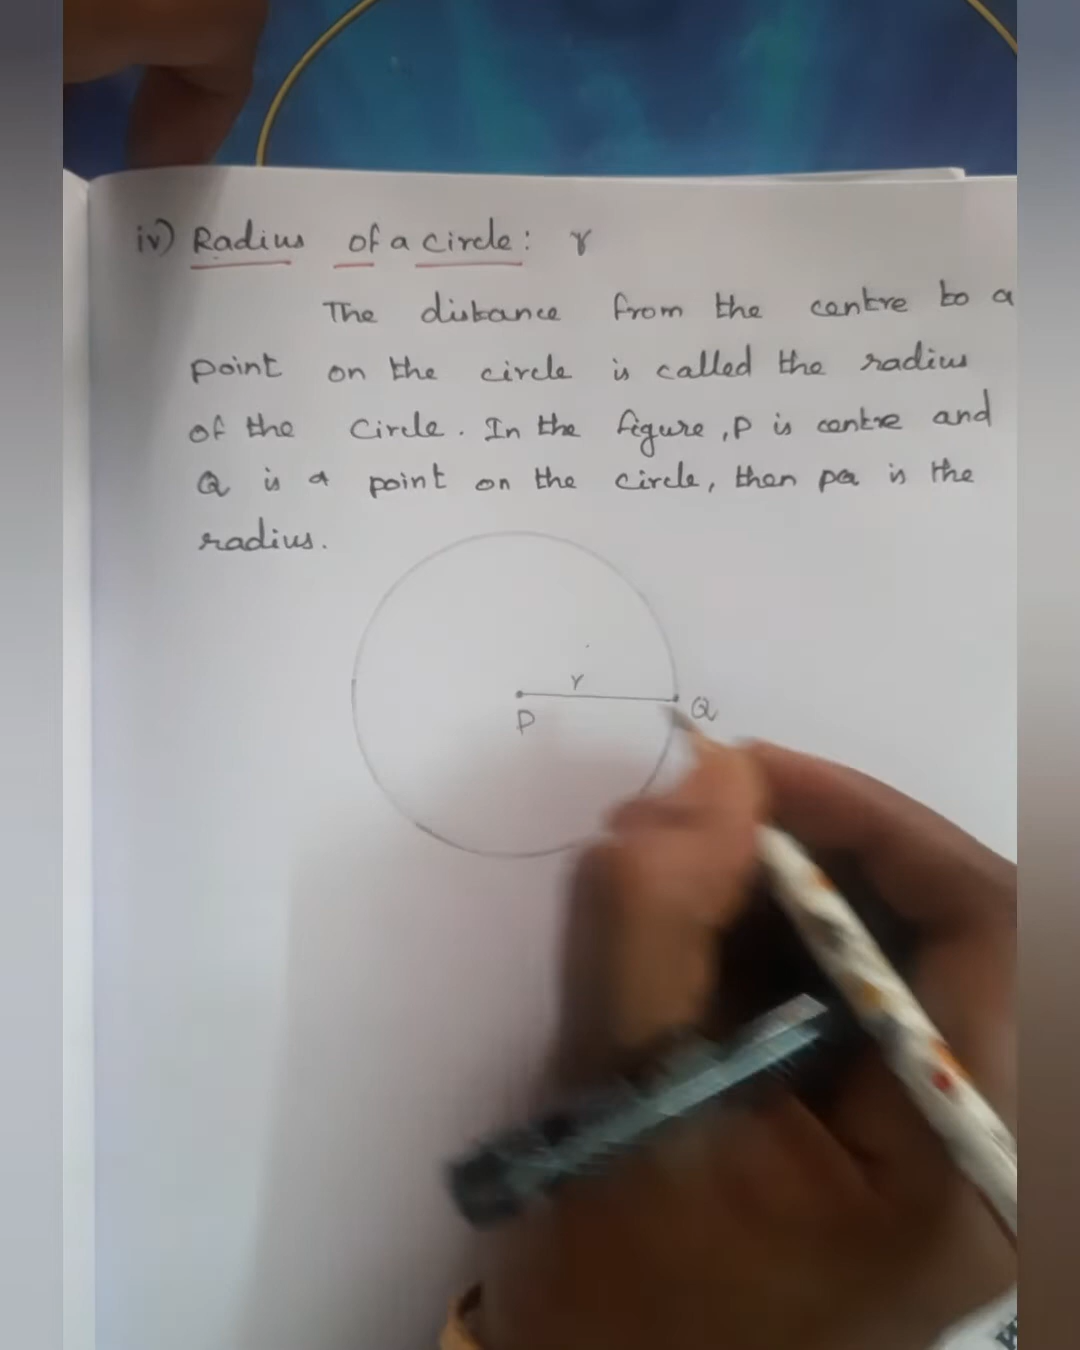 iv) Radius of a circle: r
The distance from the centre to a
point on the circle is called the radius
of the circle. In the figure, P is centre and
Q is a point on the circle, then PQ is the
radius.
r
P
Q